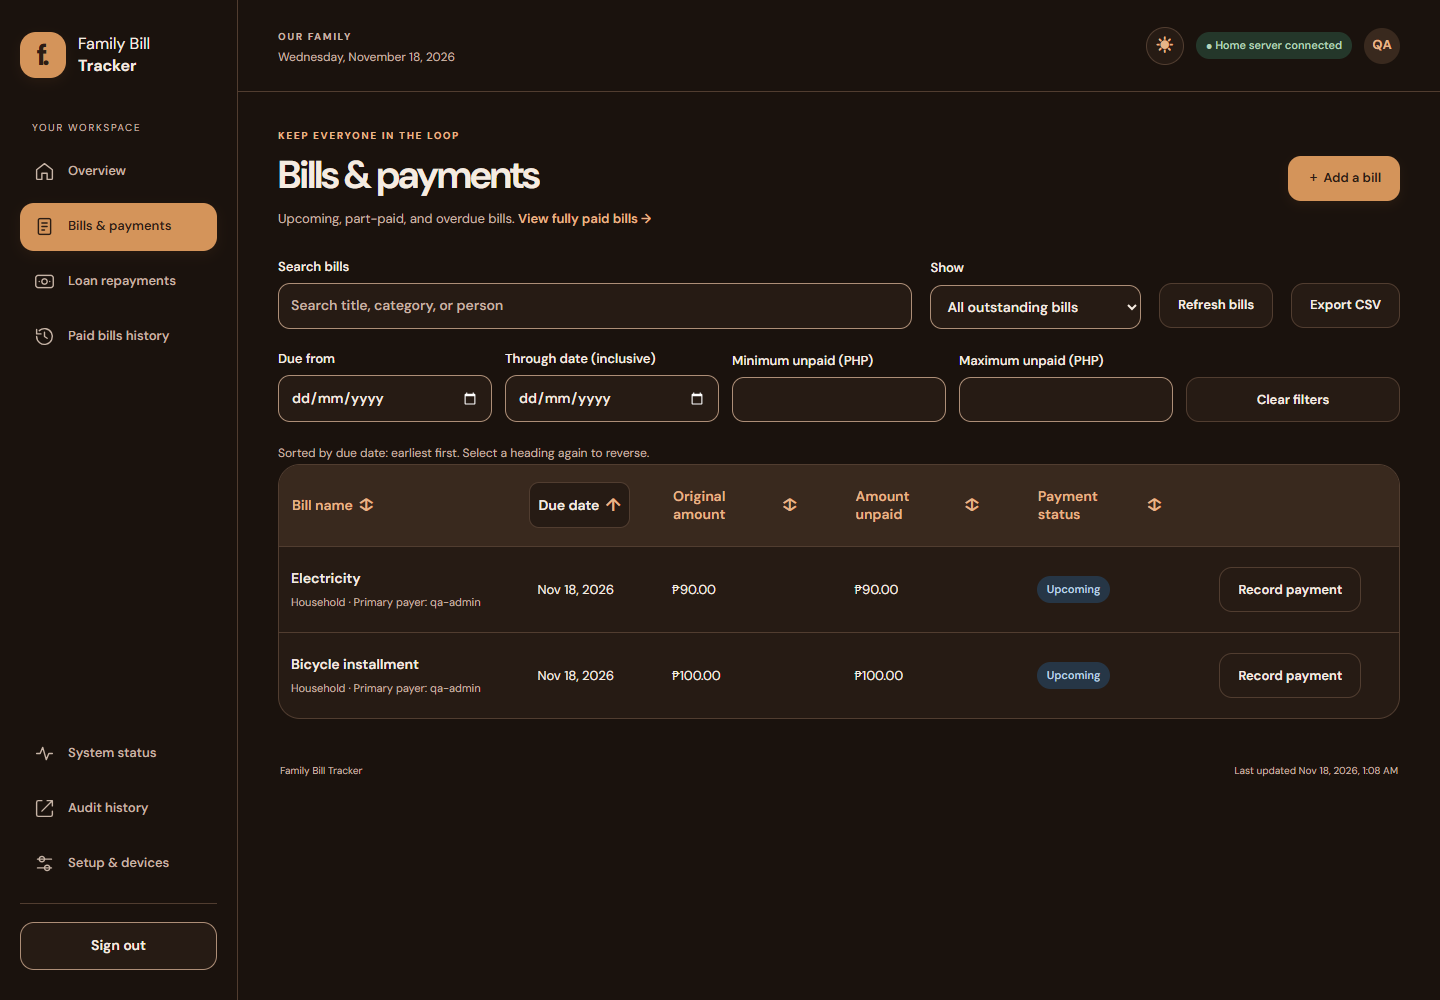 f.
Family Bill
Tracker
YOUR WORKSPACE
Overview
Bills & payments
Loan repayments
Paid bills history
System status
Audit history
Setup & devices
Sign out
OUR FAMILY
Wednesday, November 18, 2026
● Home server connected
QA
KEEP EVERYONE IN THE LOOP
Bills & payments
+ Add a bill
Upcoming, part-paid, and overdue bills. View fully paid bills →
Search bills
Search title, category, or person
Show
All outstanding bills
Refresh bills
Export CSV
Due from
dd/mm/yyyy
Through date (inclusive)
dd/mm/yyyy
Minimum unpaid (PHP)
Maximum unpaid (PHP)
Clear filters
Sorted by due date: earliest first. Select a heading again to reverse.
Bill name ↕
Due date ↑
Original
amount ↕
Amount
unpaid ↕
Payment
status ↕
Electricity
Household · Primary payer: qa-admin
Nov 18, 2026
₱90.00
₱90.00
Upcoming
Record payment
Bicycle installment
Household · Primary payer: qa-admin
Nov 18, 2026
₱100.00
₱100.00
Upcoming
Record payment
Family Bill Tracker
Last updated Nov 18, 2026, 1:08 AM